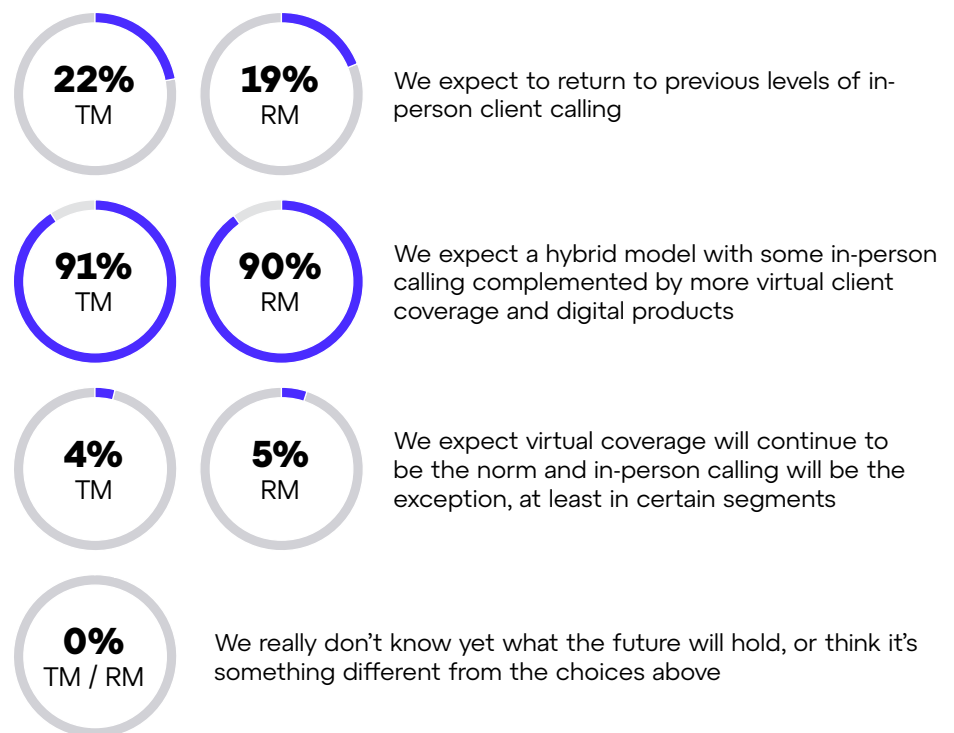 22%
TM
19%
RM
We expect to return to previous levels of in-
person client calling
91%
TM
90%
RM
We expect a hybrid model with some in-person
calling complemented by more virtual client
coverage and digital products
4%
TM
5%
RM
We expect virtual coverage will continue to
be the norm and in-person calling will be the
exception, at least in certain segments
0%
TM / RM
We really don’t know yet what the future will hold, or think it’s
something different from the choices above